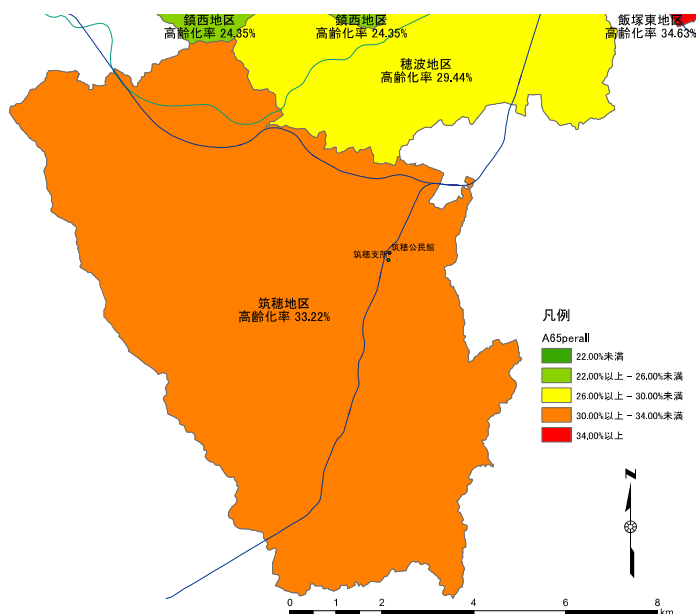 鎮西地区
高齢化率 24.35%
鎮西地区
高齢化率 24.35%
飯塚東地区
高齢化率 34.63%
穂波地区
高齢化率 29.44%
筑穂公民館
筑穂支所
筑穂地区
高齢化率 33.22%
凡例
A65perall
22.00%未満
22.00%以上 - 26.00%未満
26.00%以上 - 30.00%未満
30.00%以上 - 34.00%未満
34.00%以上
N
0 1 2 4 6 8
km